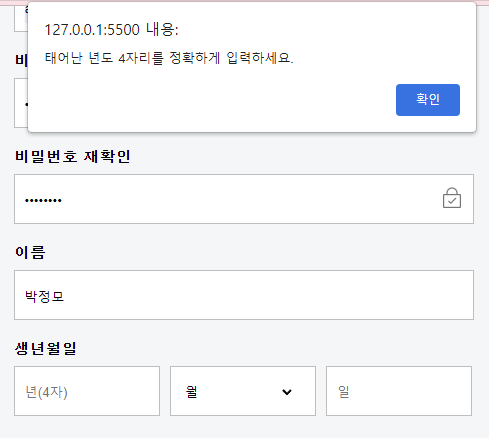 127.0.0.1:5500 내용:
태어난 년도 4자리를 정확하게 입력하세요.
확인
비밀번호 재확인
••••••••
이름
박정모
생년월일
년(4자) 월 일